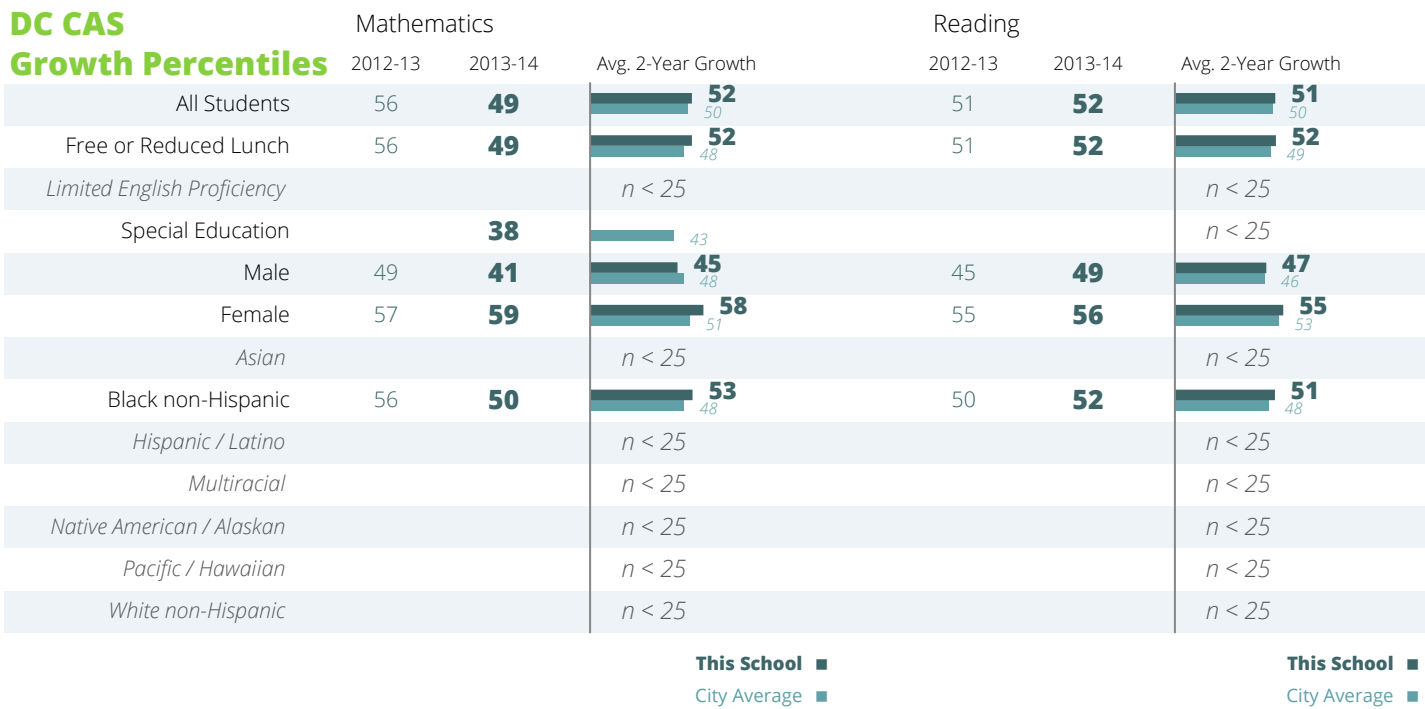 DC CAS
Growth Percentiles
Mathematics
Reading
2012-13 2013-14 Avg. 2-Year Growth 2012-13 2013-14 Avg. 2-Year Growth
All Students 56 49 52 50 51 52 51 50
Free or Reduced Lunch 56 49 52 48 51 52 52 49
Limited English Proficiency n < 25 n < 25
Special Education 38 43 n < 25
Male 49 41 45 48 45 49 47 46
Female 57 59 58 51 55 56 55 53
Asian n < 25 n < 25
Black non-Hispanic 56 50 53 48 50 52 51 48
Hispanic / Latino n < 25 n < 25
Multiracial n < 25 n < 25
Native American / Alaskan n < 25 n < 25
Pacific / Hawaiian n < 25 n < 25
White non-Hispanic n < 25 n < 25
This School This School
City Average City Average